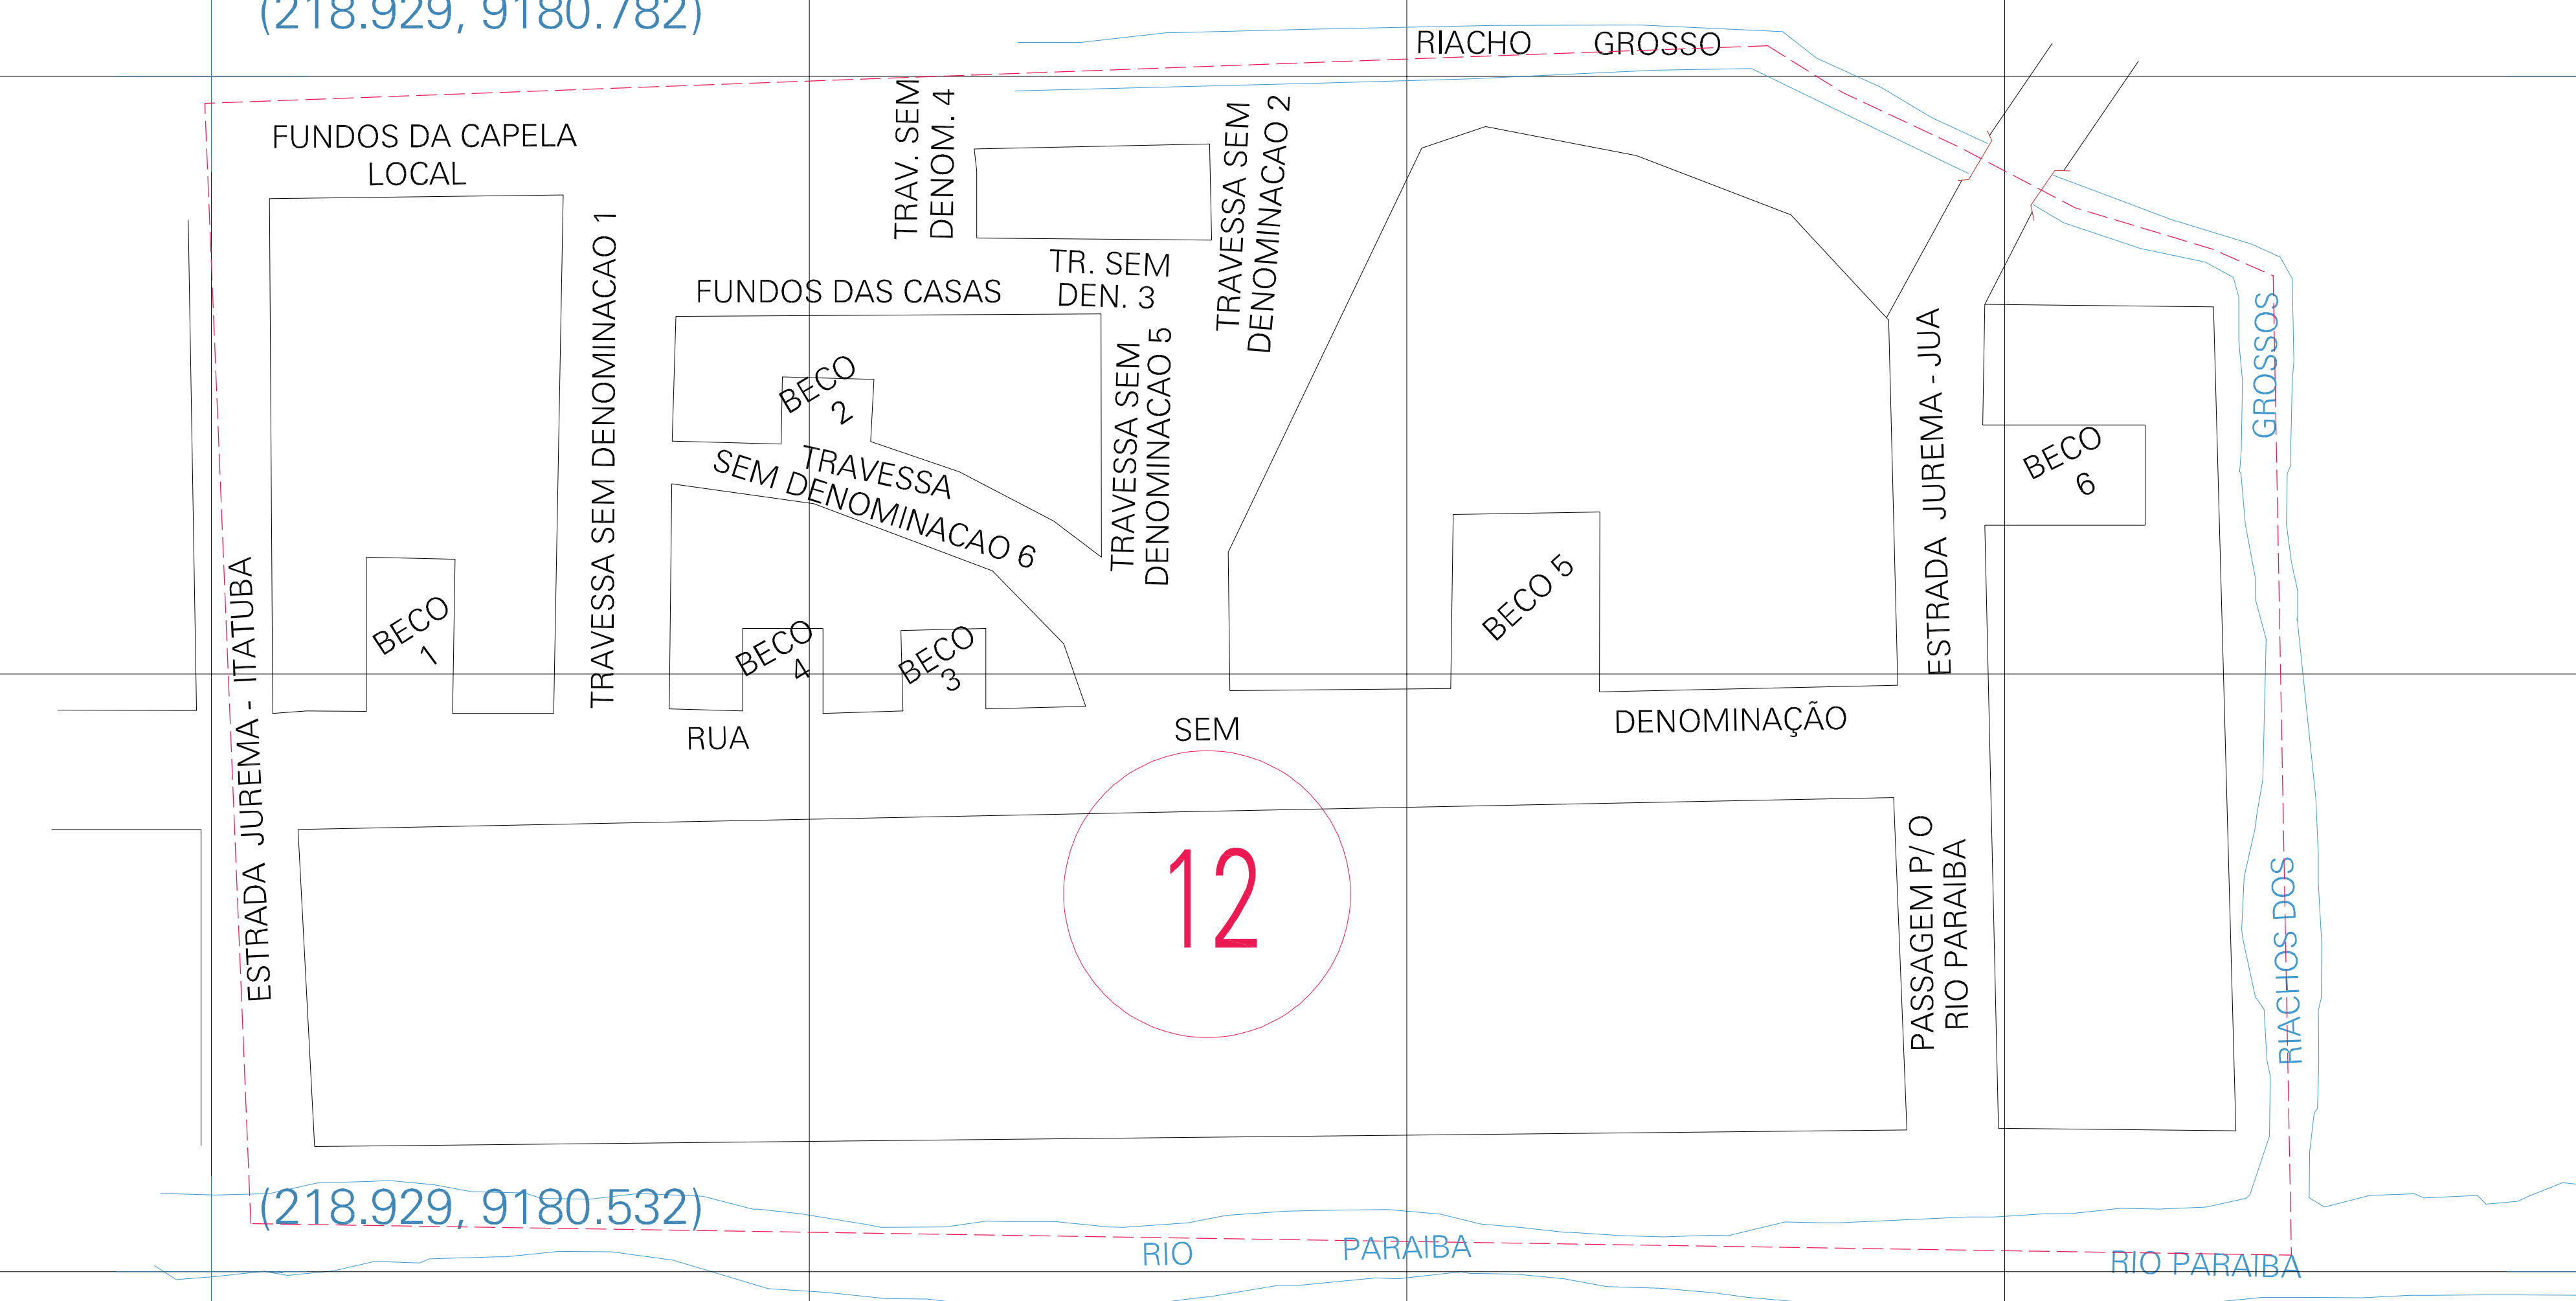 (218.929, 9180.782)
RIACHO GROSSO
FUNDOS DA CAPELA
LOCAL
TRAV. SEM
DENOM. 4
TRAVESSA SEM
DENOMINACAO 2
TRAVESSA SEM DENOMINACAO 1
TR. SEM
DEN. 3
FUNDOS DAS CASAS
BECO
2
TRAVESSA
SEM DENOMINACAO 6
TRAVESSA SEM
DENOMINACAO 5
ESTRADA JUREMA - JUA
GROSSOS
BECO
6
BECO 5
BECO
1
BECO
4
BECO
3
ESTRADA JUREMA - ITATUBA
RUA SEM DENOMINAÇÃO
12
PASSAGEM P/ O
RIO PARAIBA
RIACHOS DOS
(218.929, 9180.532)
RIO PARAIBA
RIO PARAIBA